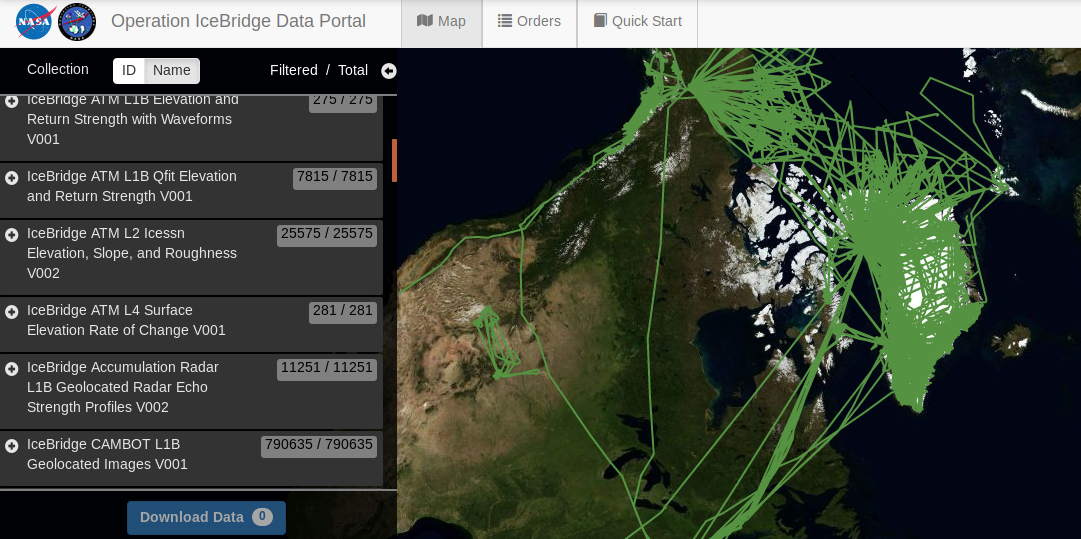 NASA
Operation IceBridge Data Portal
Map
Orders
Quick Start
Collection
ID
Name
Filtered / Total
IceBridge ATM L1B Elevation and
Return Strength with Waveforms
V001
275 / 275
IceBridge ATM L1B Qfit Elevation
and Return Strength V001
7815 / 7815
IceBridge ATM L2 Icessn
Elevation, Slope, and Roughness
V002
25575 / 25575
IceBridge ATM L4 Surface
Elevation Rate of Change V001
281 / 281
IceBridge Accumulation Radar
L1B Geolocated Radar Echo
Strength Profiles V002
11251 / 11251
IceBridge CAMBOT L1B
Geolocated Images V001
790635 / 790635
Download Data 0